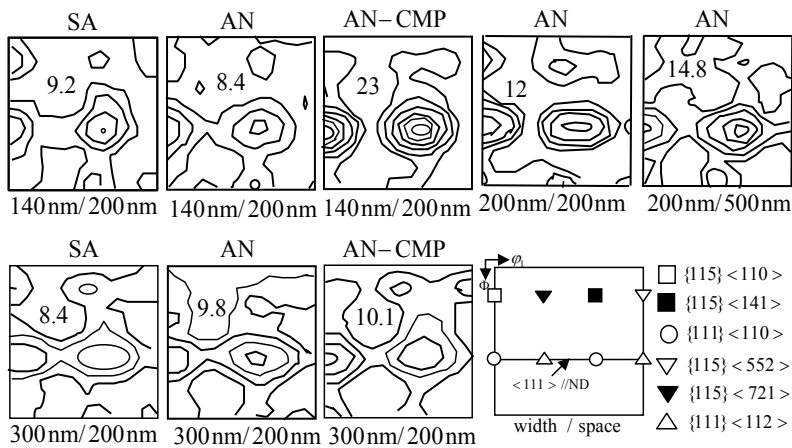 SA AN AN-CMP AN AN
9.2 8.4 23 12 14.8
140nm/200nm 140nm/200nm 140nm/200nm 200nm/200nm 200nm/500nm
SA AN AN-CMP
8.4 9.8 10.1
300nm/200nm 300nm/200nm 300nm/200nm
φ1
Φ
<111>//ND
width / space
{115}<110>
{115}<141>
{111}<110>
{115}<552>
{115}<721>
{111}<112>